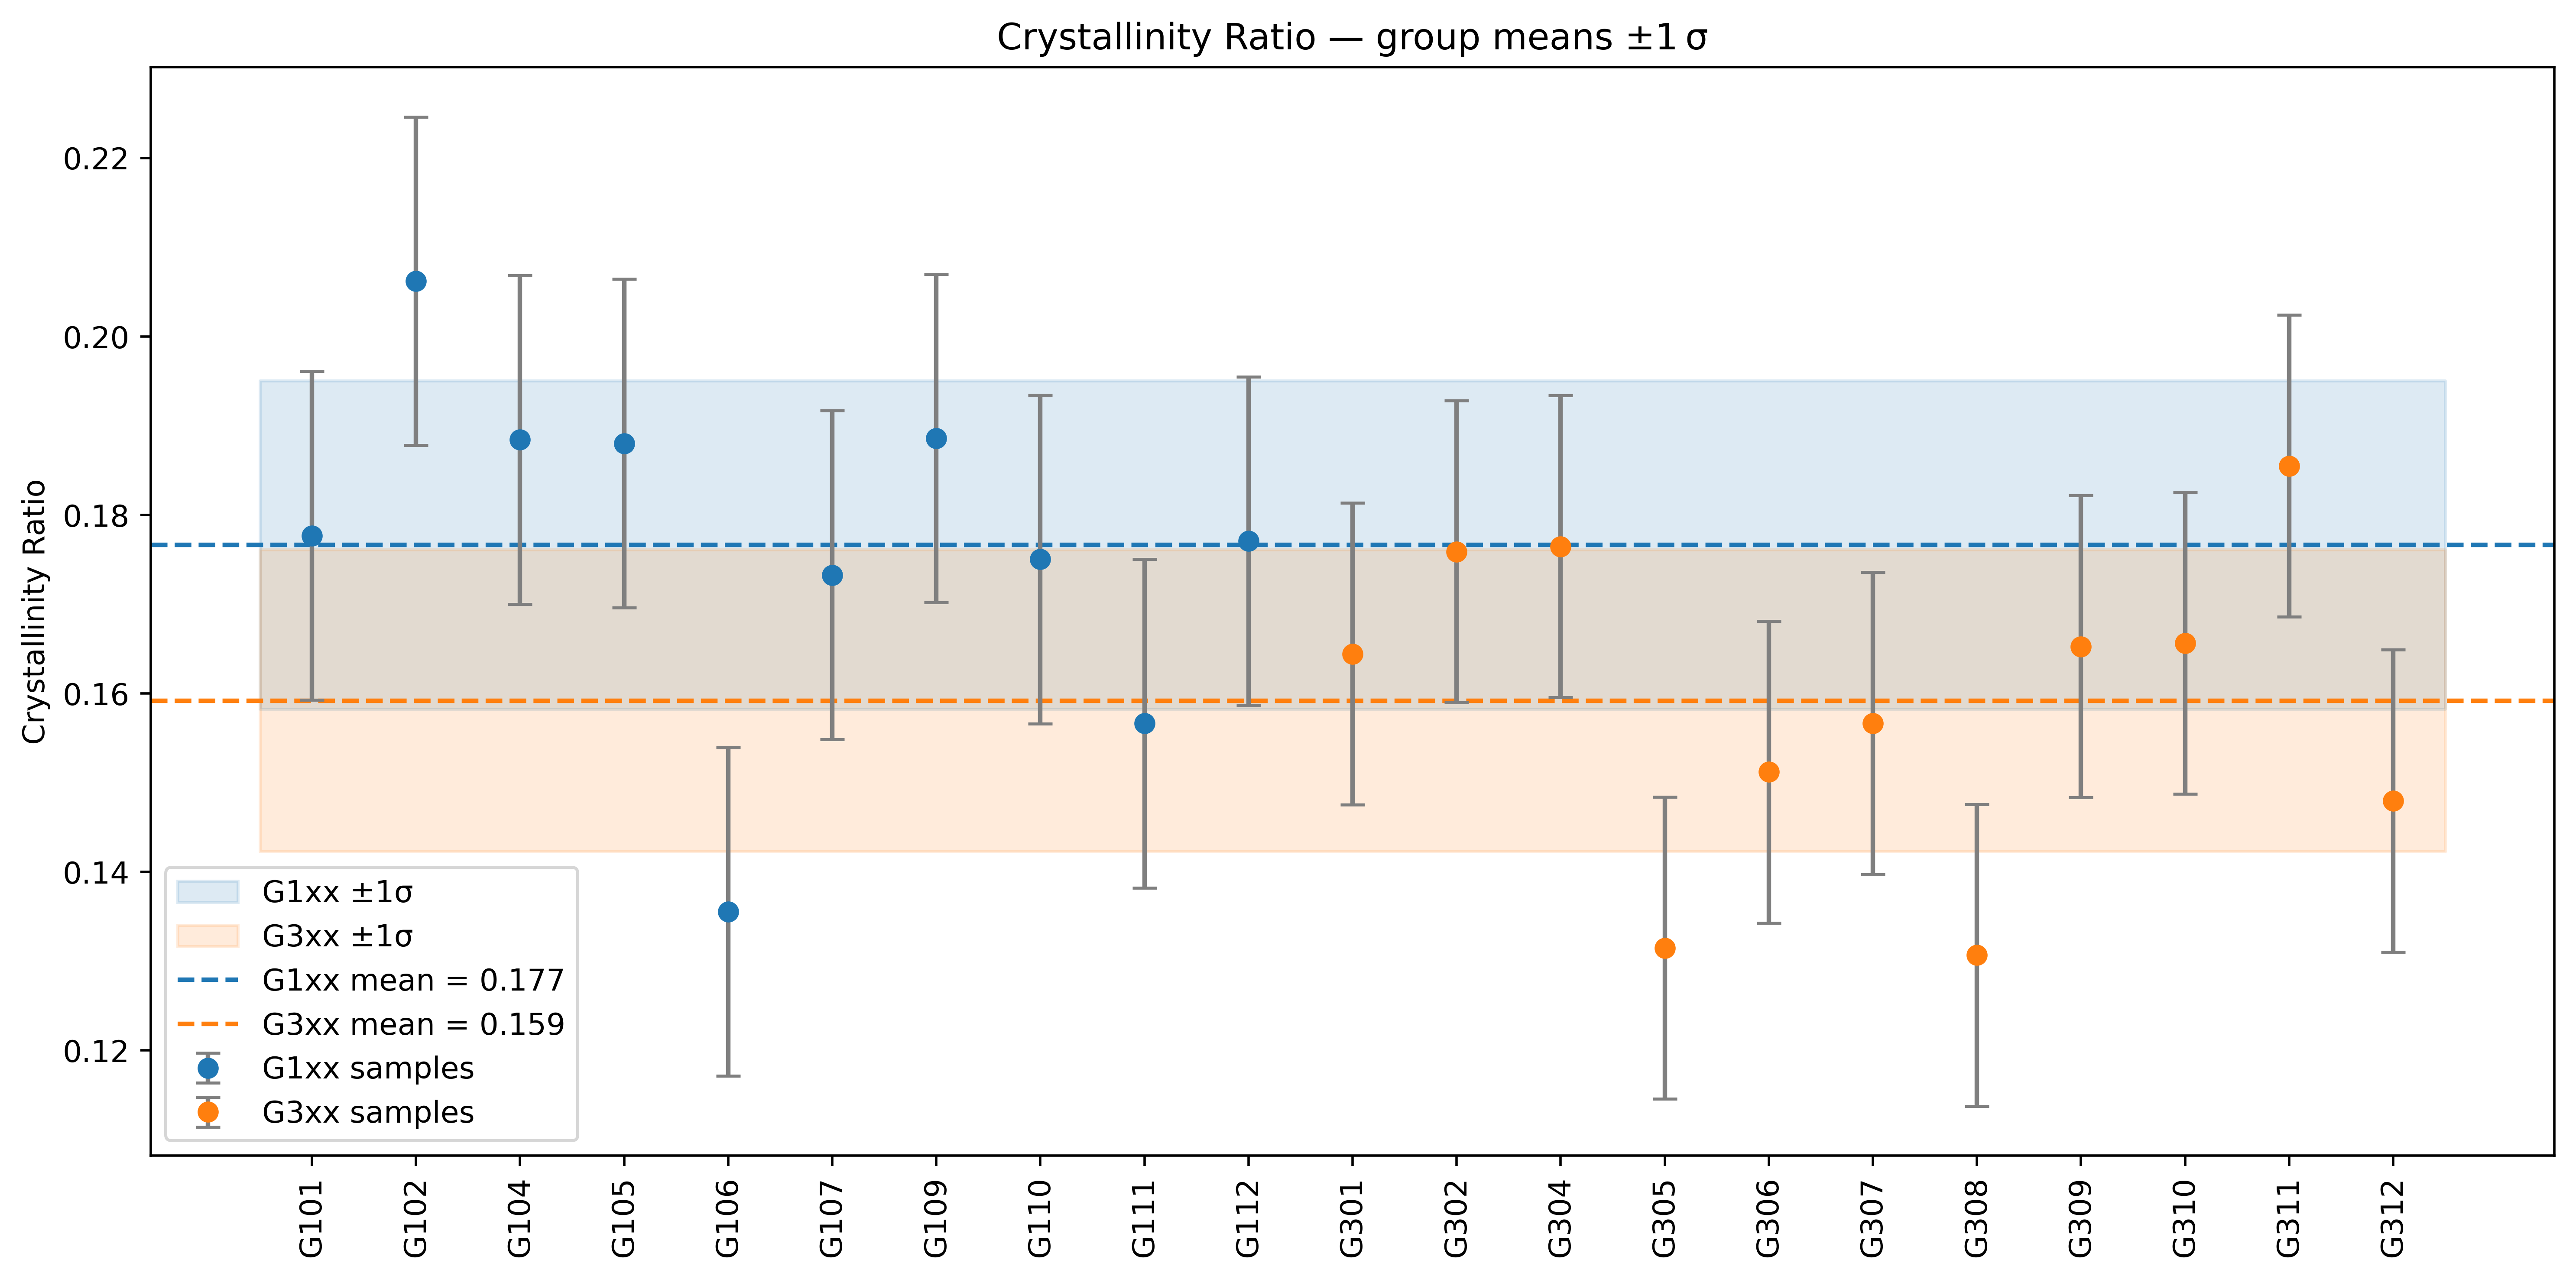 Crystallinity Ratio — group means ±1 σ
Crystallinity Ratio
0.22
0.20
0.18
0.16
0.14
0.12
G1xx ±1σ
G3xx ±1σ
G1xx mean = 0.177
G3xx mean = 0.159
G1xx samples
G3xx samples
G101
G102
G104
G105
G106
G107
G109
G110
G111
G112
G301
G302
G304
G305
G306
G307
G308
G309
G310
G311
G312